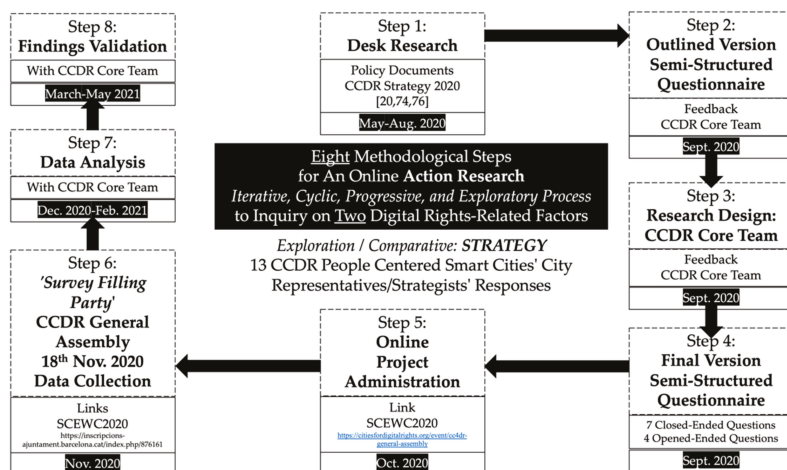 Step 1:
Desk Research
Policy Documents
CCDR Strategy 2020
[20,74,76]
May-Aug. 2020
Step 2:
Outlined Version
Semi-Structured
Questionnaire
Feedback
CCDR Core Team
Sept. 2020
Step 3:
Research Design:
CCDR Core Team
Feedback
CCDR Core Team
Sept. 2020
Step 4:
Final Version
Semi-Structured
Questionnaire
7 Closed-Ended Questions
4 Opened-Ended Questions
Sept. 2020
Step 5:
Online
Project
Administration
Link
SCEWC2020
https://citiesfordigitalrights.org/event/cc4dr-
general-assembly
Oct. 2020
Step 6:
'Survey Filling
Party'
CCDR General
Assembly
18th Nov. 2020
Data Collection
Links
SCEWC2020
https://inscripcions-
ajuntament.barcelona.cat/index.php/876161
Nov. 2020
Step 7:
Data Analysis
With CCDR Core Team
Dec. 2020-Feb. 2021
Step 8:
Findings Validation
With CCDR Core Team
March-May 2021
Eight Methodological Steps
for An Online Action Research
Iterative, Cyclic, Progressive, and Exploratory Process
to Inquiry on Two Digital Rights-Related Factors
Exploration / Comparative: STRATEGY
13 CCDR People Centered Smart Cities' City
Representatives/Strategists' Responses